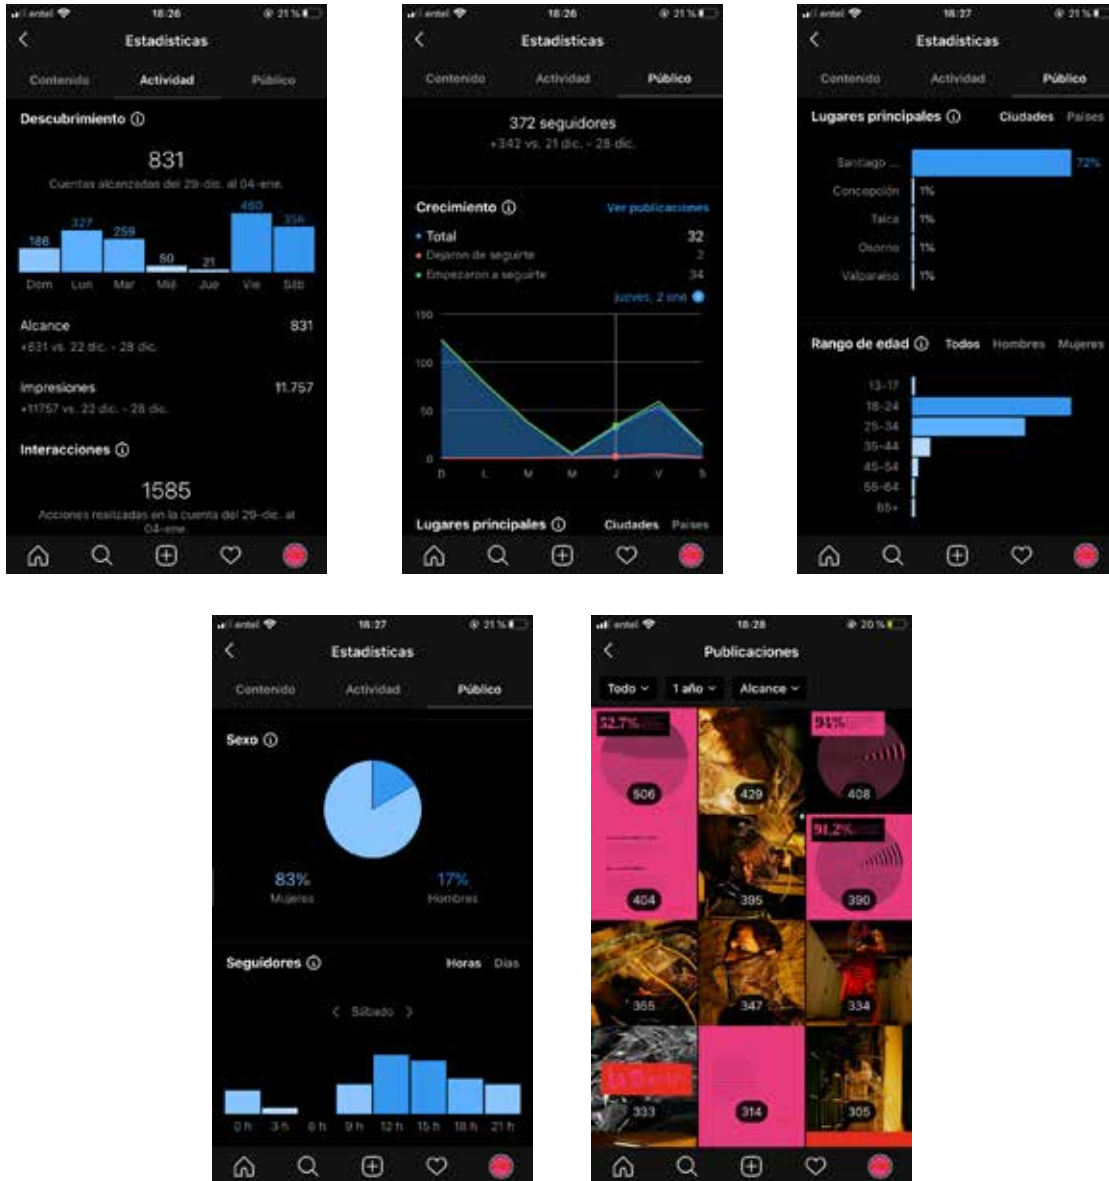 entel 18:26 21 %
Estadísticas
Contenido Actividad Público
Descubrimiento
831
Cuentas alcanzadas del 29-dic. al 04-ene.
186 327 259 50 21 460 356
Dom Lun Mar Mié Jue Vie Sáb
Alcance 831
+831 vs. 22 dic. - 28 dic.
Impresiones 11.757
+11757 vs. 22 dic. - 28 dic.
Interacciones
1585
Acciones realizadas en la cuenta del 29-dic. al
04-ene.
entel 18:26 21 %
Estadísticas
Contenido Actividad Público
372 seguidores
+342 vs. 21 dic. - 28 dic.
Crecimiento Ver publicaciones
Total 32
Dejaron de seguirte 2
Empezaron a seguirte 34
jueves, 2 ene
150
100
50
0
D L M M J V S
Lugares principales Ciudades Países
entel 18:27 21 %
Estadísticas
Contenido Actividad Público
Lugares principales Ciudades Países
Santiago ... 72%
Concepción 1%
Talca 1%
Osorno 1%
Valparaíso 1%
Rango de edad Todos Hombres Mujeres
13-17
18-24
25-34
35-44
45-54
55-64
65+
entel 18:27 21 %
Estadísticas
Contenido Actividad Público
Sexo
83% 17%
Mujeres Hombres
Seguidores Horas Días
Sábado
0 h 3 h 6 h 9 h 12 h 15 h 18 h 21 h
entel 18:28 20 %
Publicaciones
Todo 1 año Alcance
52.7% 94%
506 429 408
91.2%
404 395 390
365 347 334
333 314 305